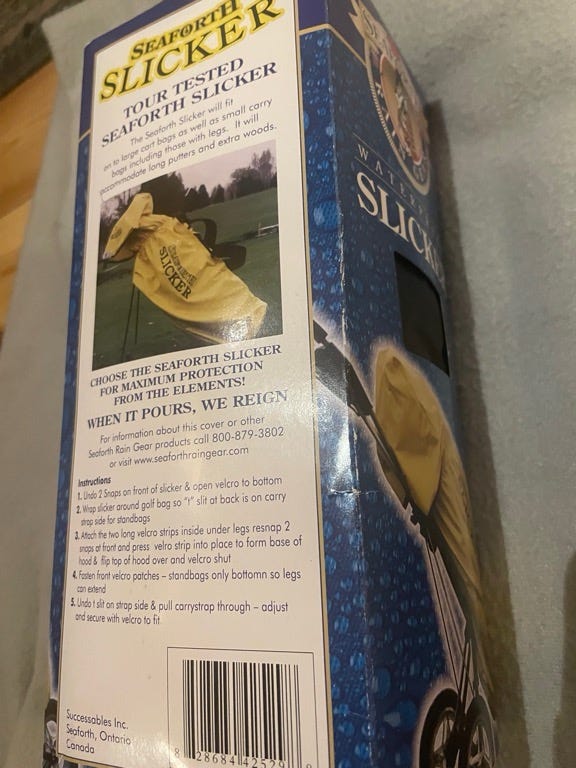 SEAFORTH
SLICKER
TOUR TESTED
SEAFORTH SLICKER
The Seaforth Slicker will fit
on to large cart bags as well as small carry
bags including those with legs. It will
accommodate long putters and extra woods.
SEAFORTH
SLICKER
CHOOSE THE SEAFORTH SLICKER
FOR MAXIMUM PROTECTION
FROM THE ELEMENTS!
WHEN IT POURS, WE REIGN
For information about this cover or other
Seaforth Rain Gear products call 800-879-3802
or visit www.seaforthraingear.com
Instructions
1. Undo 2 Snaps on front of slicker & open velcro to bottom
2. Wrap slicker around golf bag so "t" slit at back is on carry
strap side for standbags
3. Attach the two long velcro strips inside under legs resnap 2
snaps at front and press velcro strip into place to form base of
hood & flip top of hood over and velcro shut
4. Fasten front velcro patches – standbags only bottomn so legs
can extend
5. Undo t slit on strap side & pull carrystrap through – adjust
and secure with velcro to fit
Successables Inc.
Seaforth, Ontario
Canada
8 28684 42529
SLICK